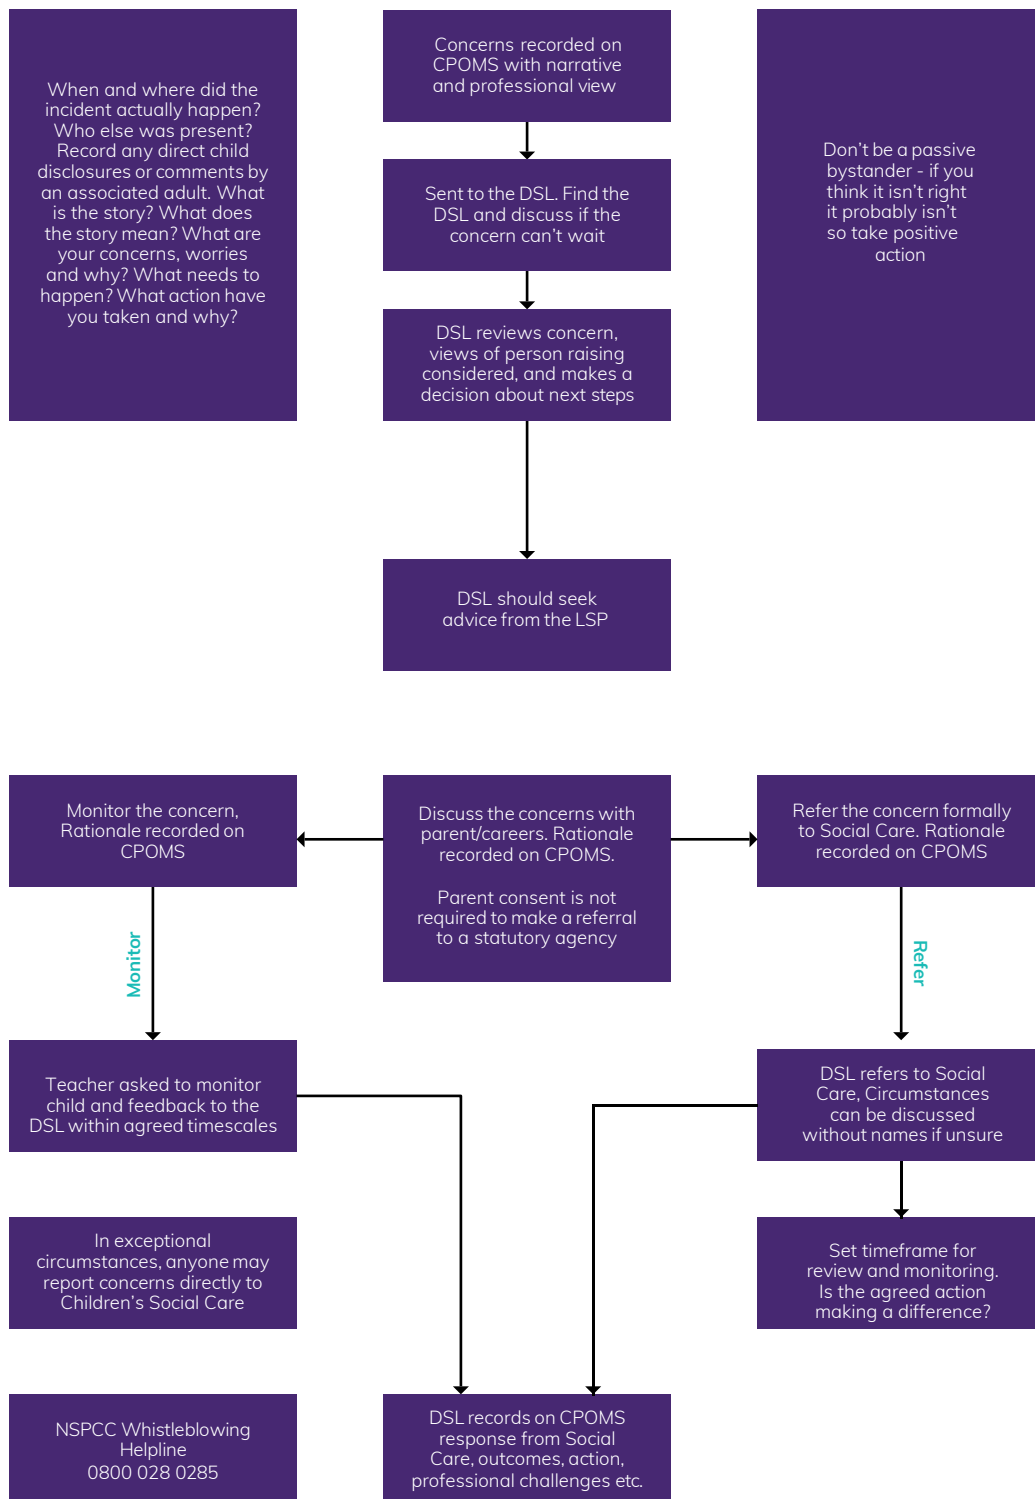 When and where did the
incident actually happen?
Who else was present?
Record any direct child
disclosures or comments by
an associated adult. What
is the story? What does
the story mean? What are
your concerns, worries
and why? What needs to
happen? What action have
you taken and why?
Concerns recorded on
CPOMS with narrative
and professional view
Don't be a passive
bystander - if you
think it isn't right
it probably isn't
so take positive
action
Sent to the DSL. Find the
DSL and discuss if the
concern can't wait
DSL reviews concern,
views of person raising
considered, and makes a
decision about next steps
DSL should seek
advice from the LSP
Monitor the concern,
Rationale recorded on
CPOMS
Discuss the concerns with
parent/careers. Rationale
recorded on CPOMS.
Parent consent is not
required to make a referral
to a statutory agency
Refer the concern formally
to Social Care. Rationale
recorded on CPOMS
Monitor
Refer
Teacher asked to monitor
child and feedback to the
DSL within agreed timescales
DSL refers to Social
Care, Circumstances
can be discussed
without names if unsure
In exceptional
circumstances, anyone may
report concerns directly to
Children's Social Care
Set timeframe for
review and monitoring.
Is the agreed action
making a difference?
NSPCC Whistleblowing
Helpline
0800 028 0285
DSL records on CPOMS
response from Social
Care, outcomes, action,
professional challenges etc.